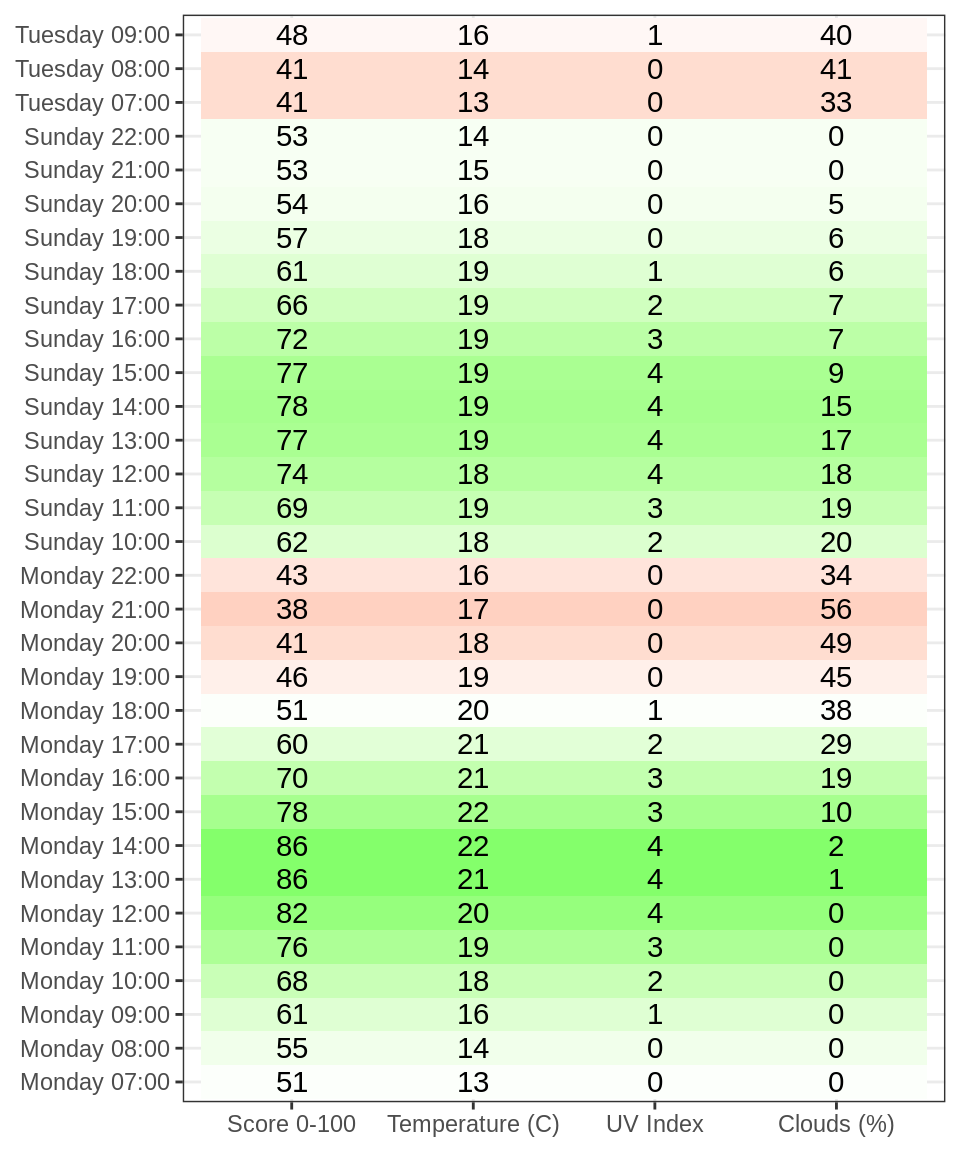 Tuesday 09:00 48 16 1 40
Tuesday 08:00 41 14 0 41
Tuesday 07:00 41 13 0 33
Sunday 22:00 53 14 0 0
Sunday 21:00 53 15 0 0
Sunday 20:00 54 16 0 5
Sunday 19:00 57 18 0 6
Sunday 18:00 61 19 1 6
Sunday 17:00 66 19 2 7
Sunday 16:00 72 19 3 7
Sunday 15:00 77 19 4 9
Sunday 14:00 78 19 4 15
Sunday 13:00 77 19 4 17
Sunday 12:00 74 18 4 18
Sunday 11:00 69 19 3 19
Sunday 10:00 62 18 2 20
Monday 22:00 43 16 0 34
Monday 21:00 38 17 0 56
Monday 20:00 41 18 0 49
Monday 19:00 46 19 0 45
Monday 18:00 51 20 1 38
Monday 17:00 60 21 2 29
Monday 16:00 70 21 3 19
Monday 15:00 78 22 3 10
Monday 14:00 86 22 4 2
Monday 13:00 86 21 4 1
Monday 12:00 82 20 4 0
Monday 11:00 76 19 3 0
Monday 10:00 68 18 2 0
Monday 09:00 61 16 1 0
Monday 08:00 55 14 0 0
Monday 07:00 51 13 0 0
Score 0-100 Temperature (C) UV Index Clouds (%)